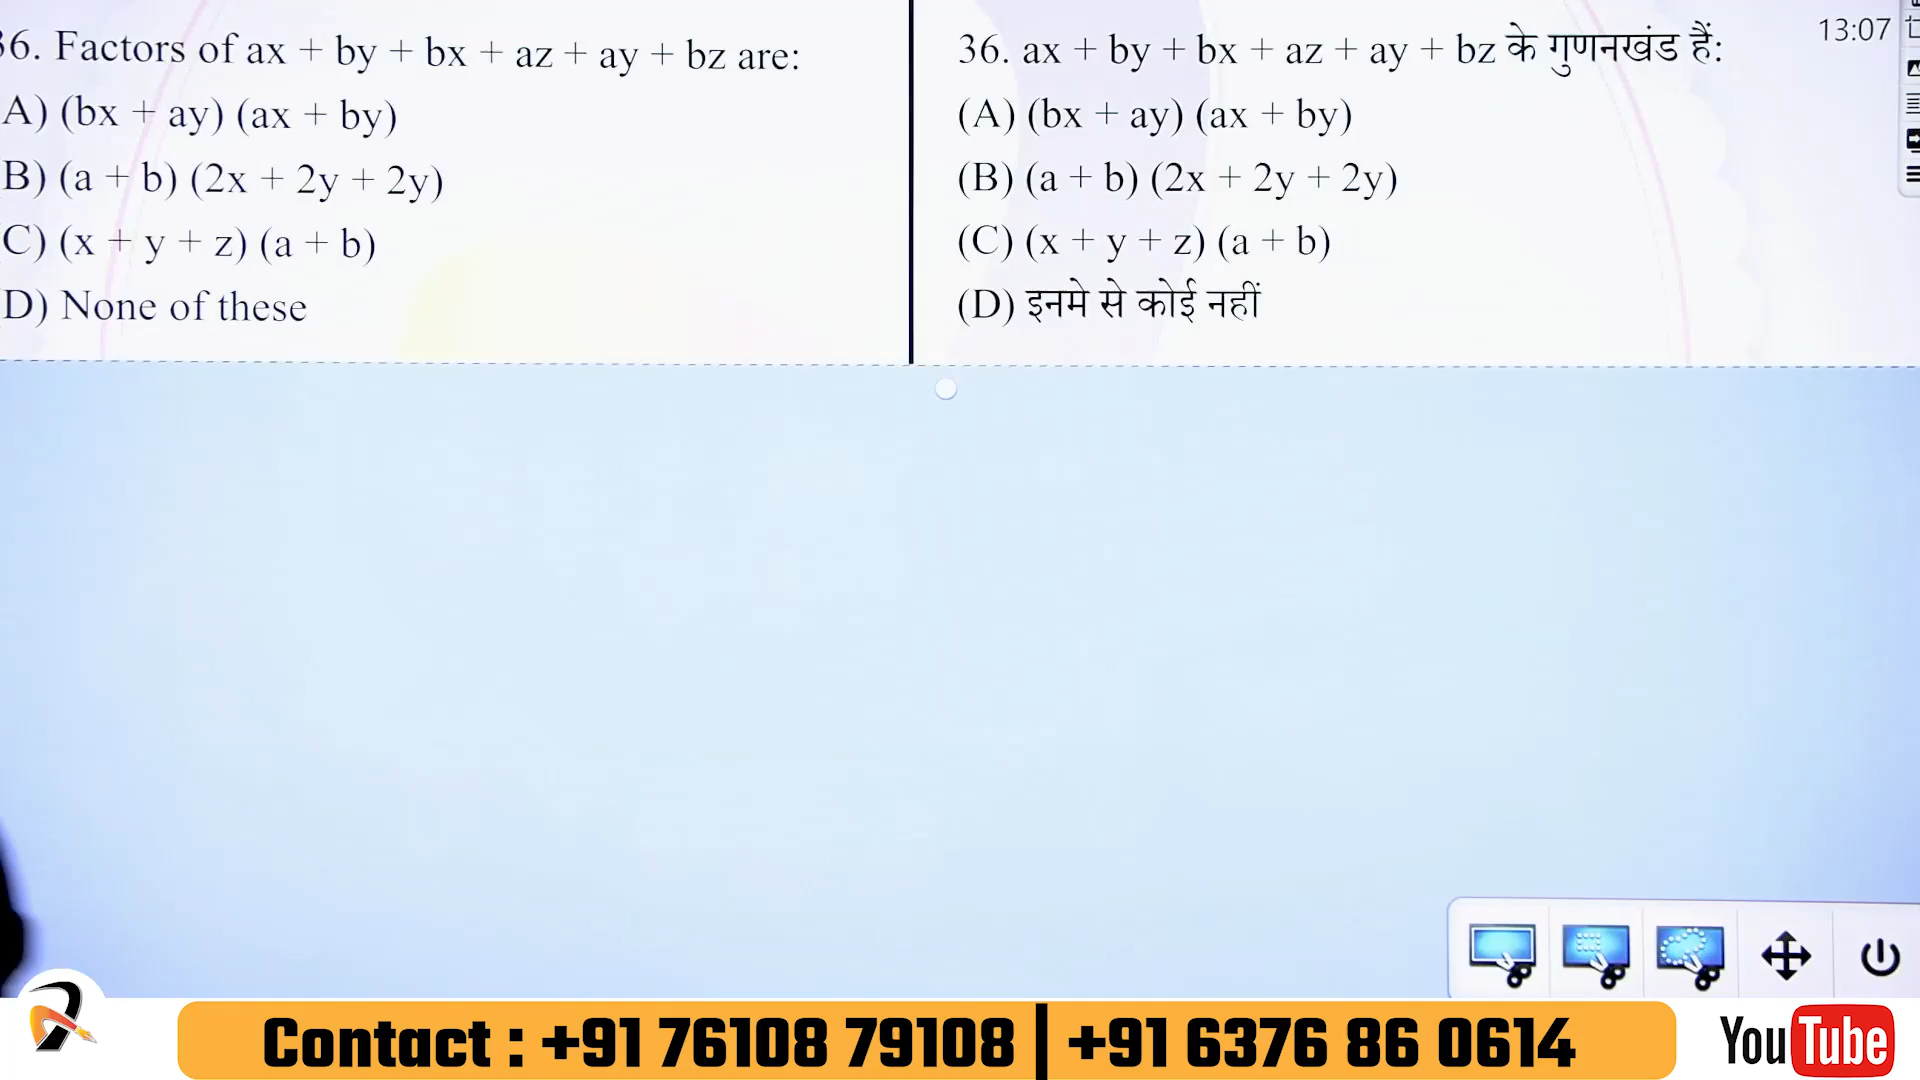 36. Factors of ax + by + bx + az + ay + bz are:
A) (bx + ay) (ax + by)
B) (a + b) (2x + 2y + 2y)
C) (x + y + z) (a + b)
D) None of these
36. ax + by + bx + az + ay + bz के गुणनखंड हैं:
(A) (bx + ay) (ax + by)
(B) (a + b) (2x + 2y + 2y)
(C) (x + y + z) (a + b)
(D) इनमे से कोई नहीं
13:07
Contact : +91 76108 79108 | +91 6376 86 0614
YouTube